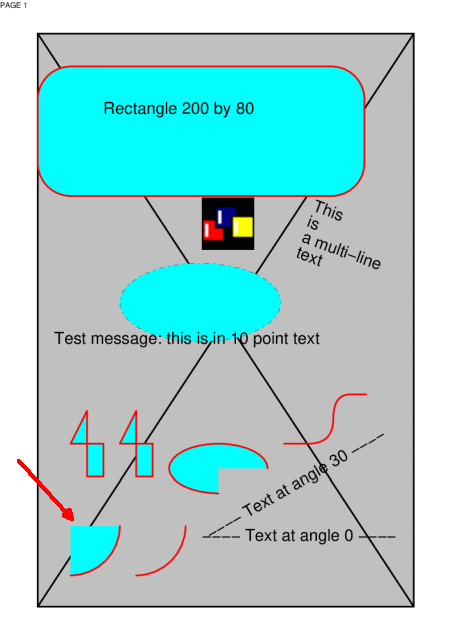 PAGE 1
Rectangle 200 by 80
This
is
a multi−line
text
Test message: this is in 10 point text
Text at angle 30
Text at angle 0